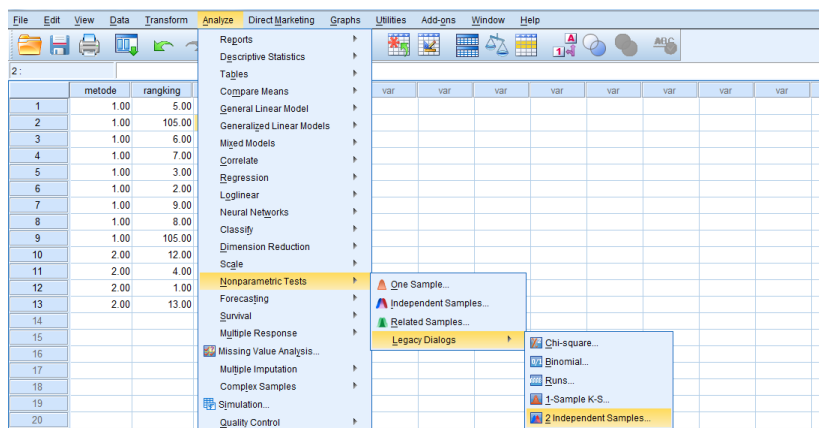 File Edit View Data Transform Analyze Direct Marketing Graphs Utilities Add-ons Window Help
2 :
metode rangking var var var var var var var var
1 1.00 5.00
2 1.00 105.00
3 1.00 6.00
4 1.00 7.00
5 1.00 3.00
6 1.00 2.00
7 1.00 9.00
8 1.00 8.00
9 1.00 105.00
10 2.00 12.00
11 2.00 4.00
12 2.00 1.00
13 2.00 13.00
14
15
16
17
18
19
20
Reports
Descriptive Statistics
Tables
Compare Means
General Linear Model
Generalized Linear Models
Mixed Models
Correlate
Regression
Loglinear
Neural Networks
Classify
Dimension Reduction
Scale
Nonparametric Tests
Forecasting
Survival
Multiple Response
Missing Value Analysis...
Multiple Imputation
Complex Samples
Simulation...
Quality Control
One Sample...
Independent Samples...
Related Samples...
Legacy Dialogs
Chi-square...
Binomial...
Runs...
1-Sample K-S...
2 Independent Samples...